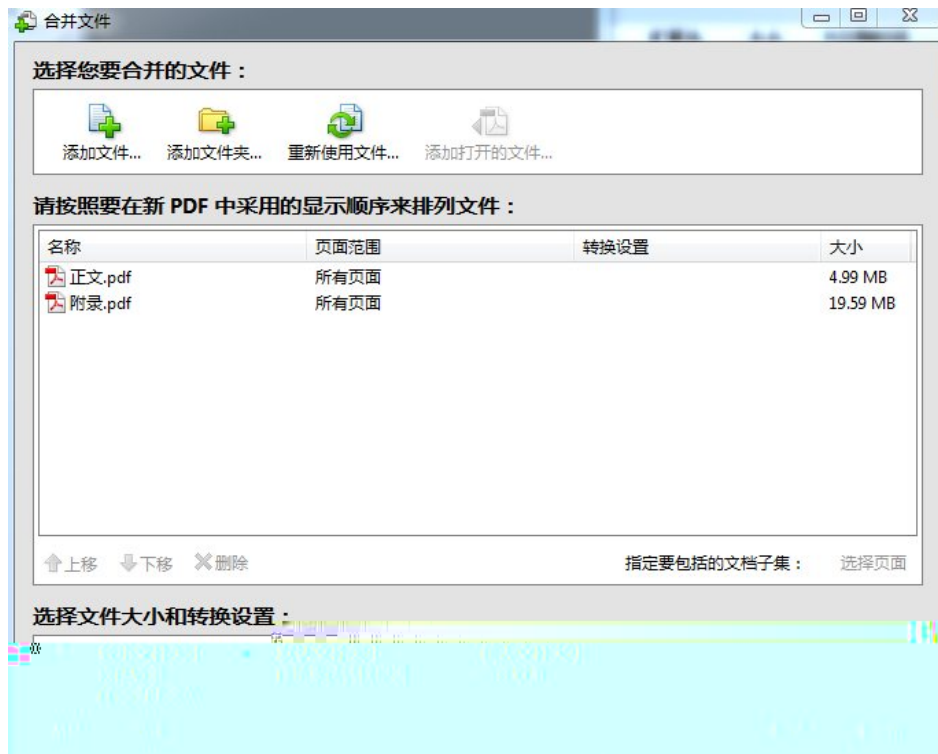 合并文件
选择您要合并的文件：
添加文件... 添加文件夹... 重新使用文件... 添加打开的文件...
请按照要在新 PDF 中采用的显示顺序来排列文件：
名称 页面范围 转换设置 大小
正文.pdf 所有页面 4.99 MB
附录.pdf 所有页面 19.59 MB
上移 下移 删除 指定要包括的文档子集： 选择页面
选择文件大小和转换设置：